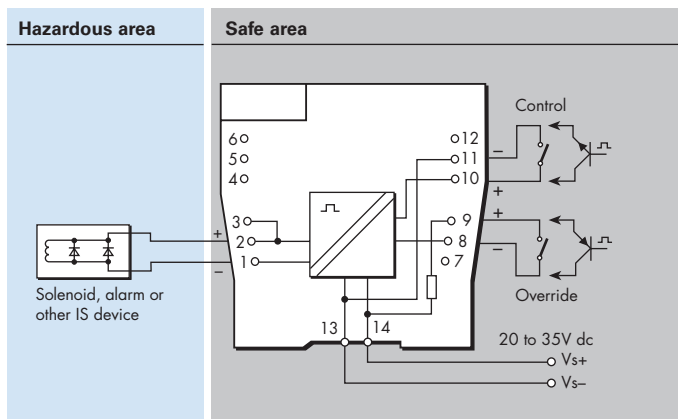 Hazardous area
Safe area
Control
6
5
4
3
2
1
12
11
10
9
8
7
–
+
+
–
+
–
Solenoid, alarm or
other IS device
Override
13
14
20 to 35V dc
Vs+
Vs–